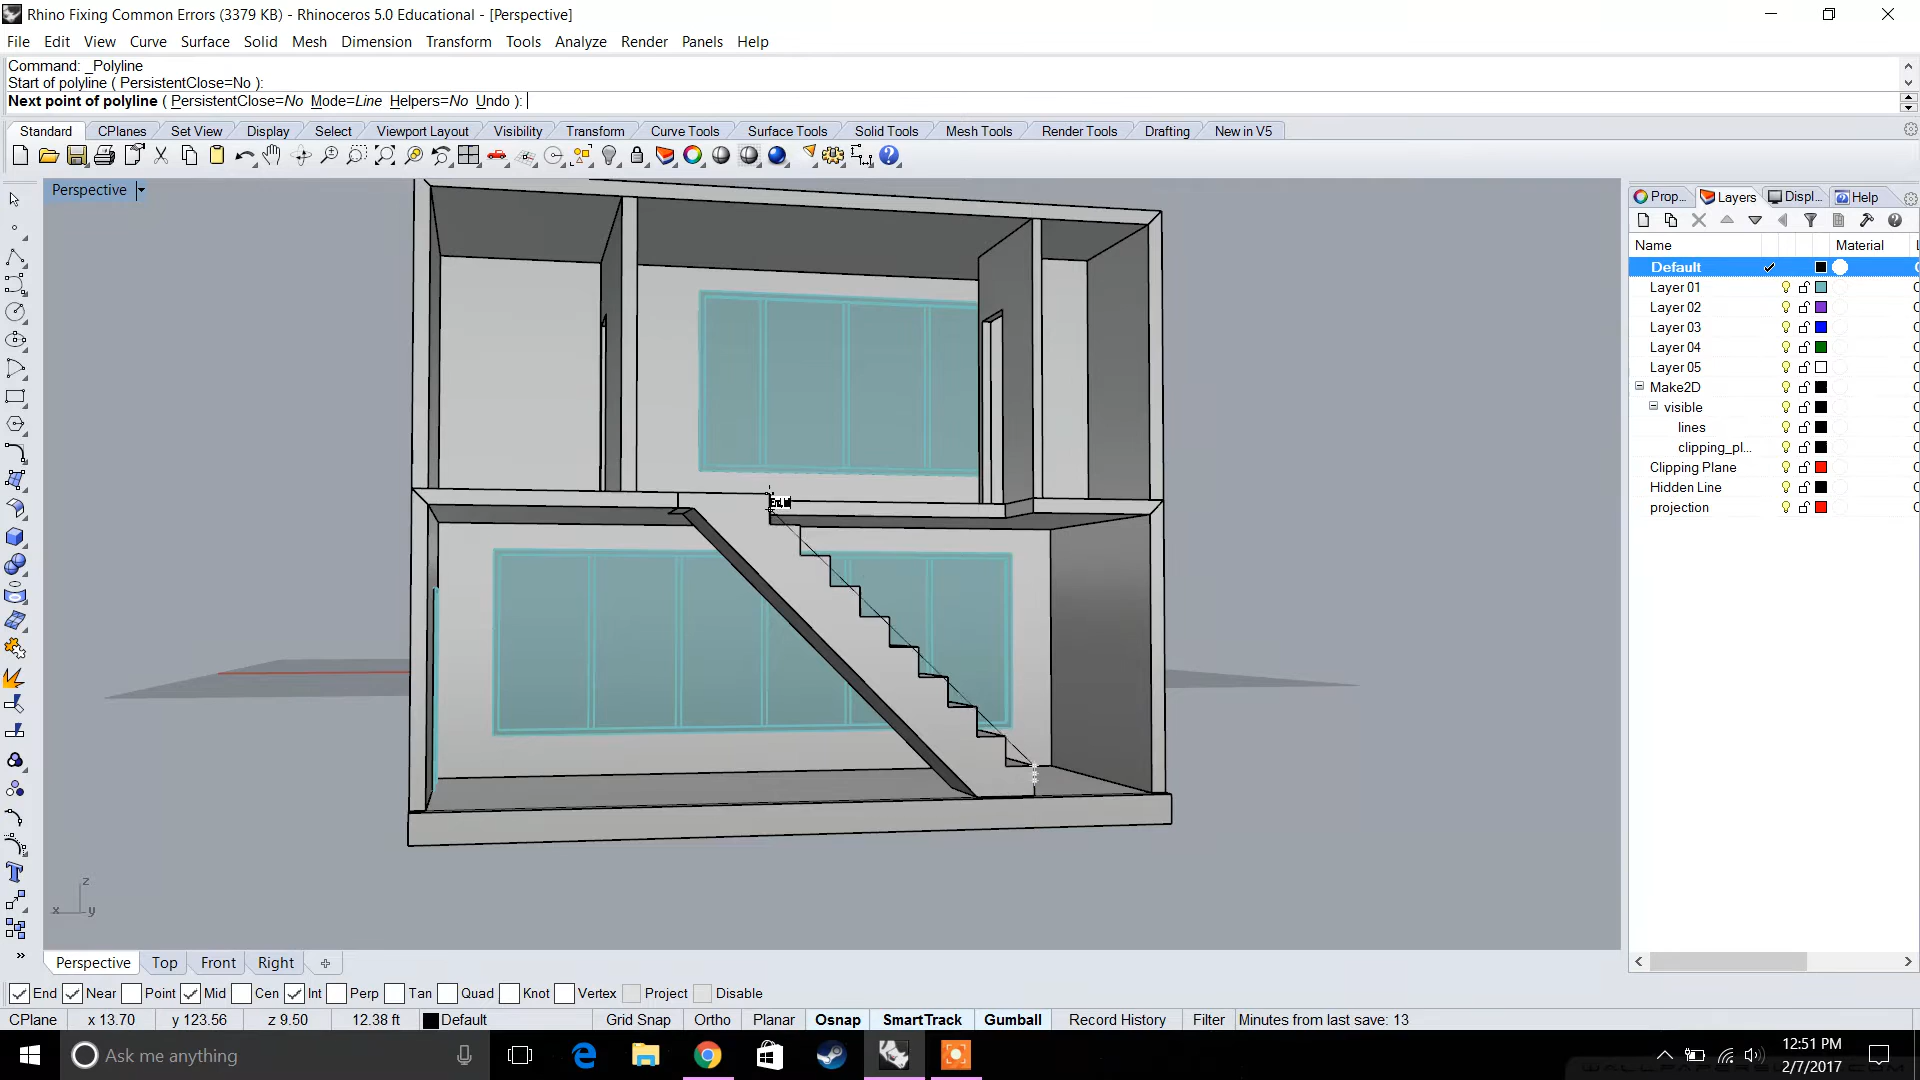 Rhino Fixing Common Errors (3379 KB) - Rhinoceros 5.0 Educational - [Perspective]
File Edit View Curve Surface Solid Mesh Dimension Transform Tools Analyze Render Panels Help
Command: _Polyline
Start of polyline ( PersistentClose=No ):
Next point of polyline ( PersistentClose=No Mode=Line Helpers=No Undo ):
Standard CPlanes Set View Display Select Viewport Layout Visibility Transform Curve Tools Surface Tools Solid Tools Mesh Tools Render Tools Drafting New in V5
Perspective
Prop... Layers Displ... Help
Name Material
Default
Layer 01
Layer 02
Layer 03
Layer 04
Layer 05
Make2D
visible
lines
clipping_pl...
Clipping Plane
Hidden Line
projection
z
x y
Perspective Top Front Right
End Near Point Mid Cen Int Perp Tan Quad Knot Vertex Project Disable
CPlane x 13.70 y 123.56 z 9.50 12.38 ft Default Grid Snap Ortho Planar Osnap SmartTrack Gumball Record History Filter Minutes from last save: 13
Ask me anything
12:51 PM
2/7/2017